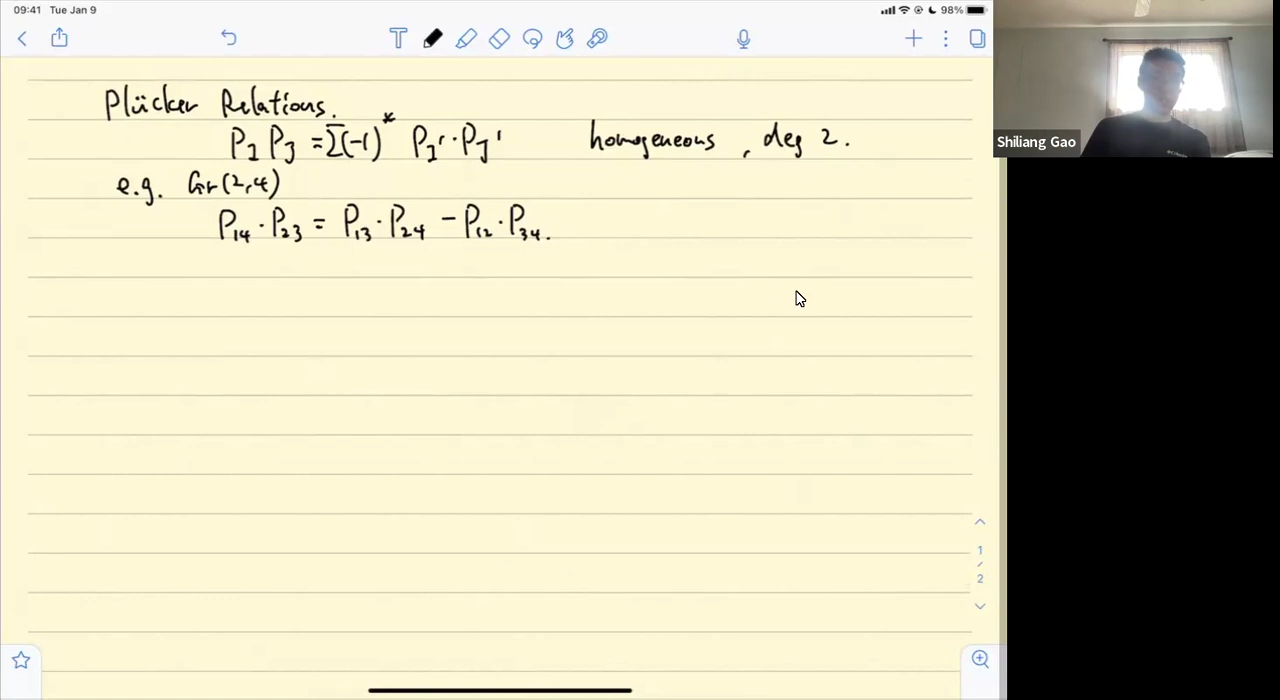 09:41 Tue Jan 9
98%
Plücker Relations.
P_I P_J = Σ(-1)^* P_I' · P_J' homogeneous, deg 2.
e.g. Gr(2,4)
P_14 · P_23 = P_13 · P_24 - P_12 · P_34.
Shiliang Gao
1
/
2